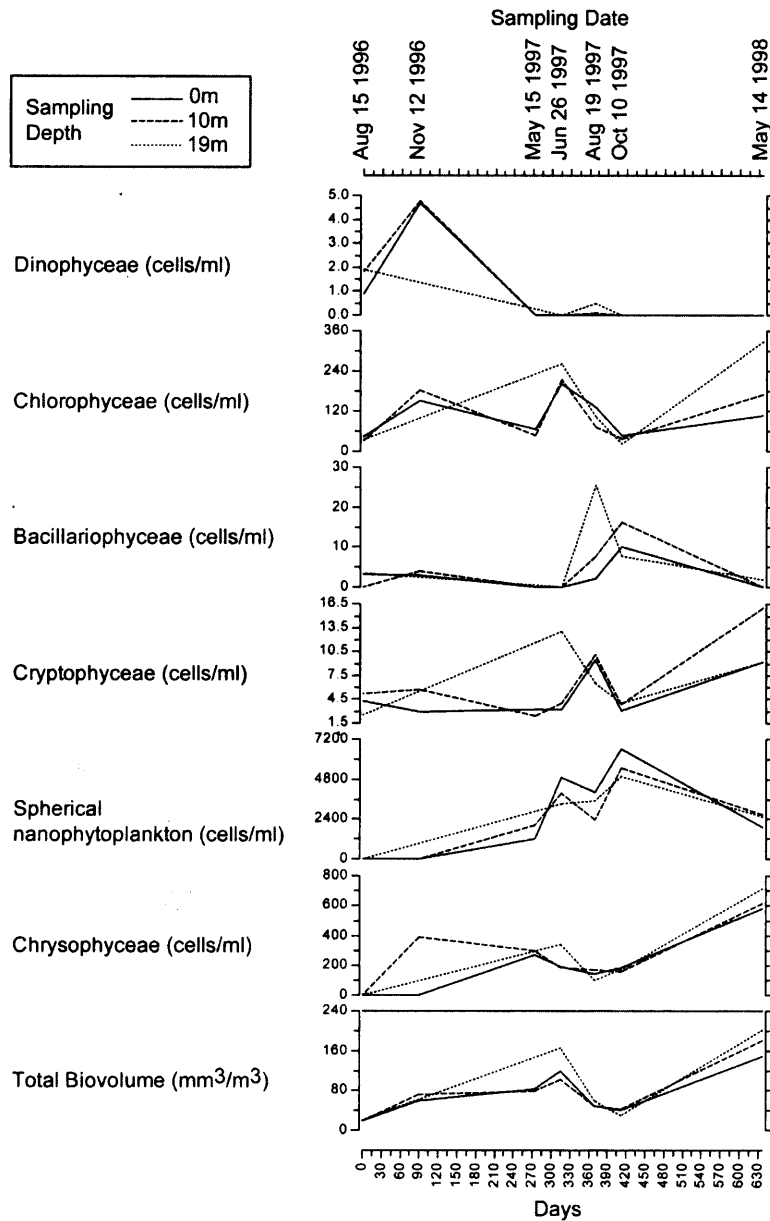 Sampling Date
Aug 15 1996
Nov 12 1996
May 15 1997
Jun 26 1997
Aug 19 1997
Oct 10 1997
May 14 1998
Sampling Depth
0m
10m
19m
Dinophyceae (cells/ml)
5.0
4.0
3.0
2.0
1.0
0.0
Chlorophyceae (cells/ml)
360
240
120
0
Bacillariophyceae (cells/ml)
30
20
10
0
Cryptophyceae (cells/ml)
16.5
13.5
10.5
7.5
4.5
1.5
Spherical
nanophytoplankton (cells/ml)
7200
4800
2400
0
Chrysophyceae (cells/ml)
800
600
400
200
0
Total Biovolume (mm3/m3)
240
160
80
0
0 30 60 90 120 150 180 210 240 270 300 330 360 390 420 450 480 510 540 570 600 630
Days